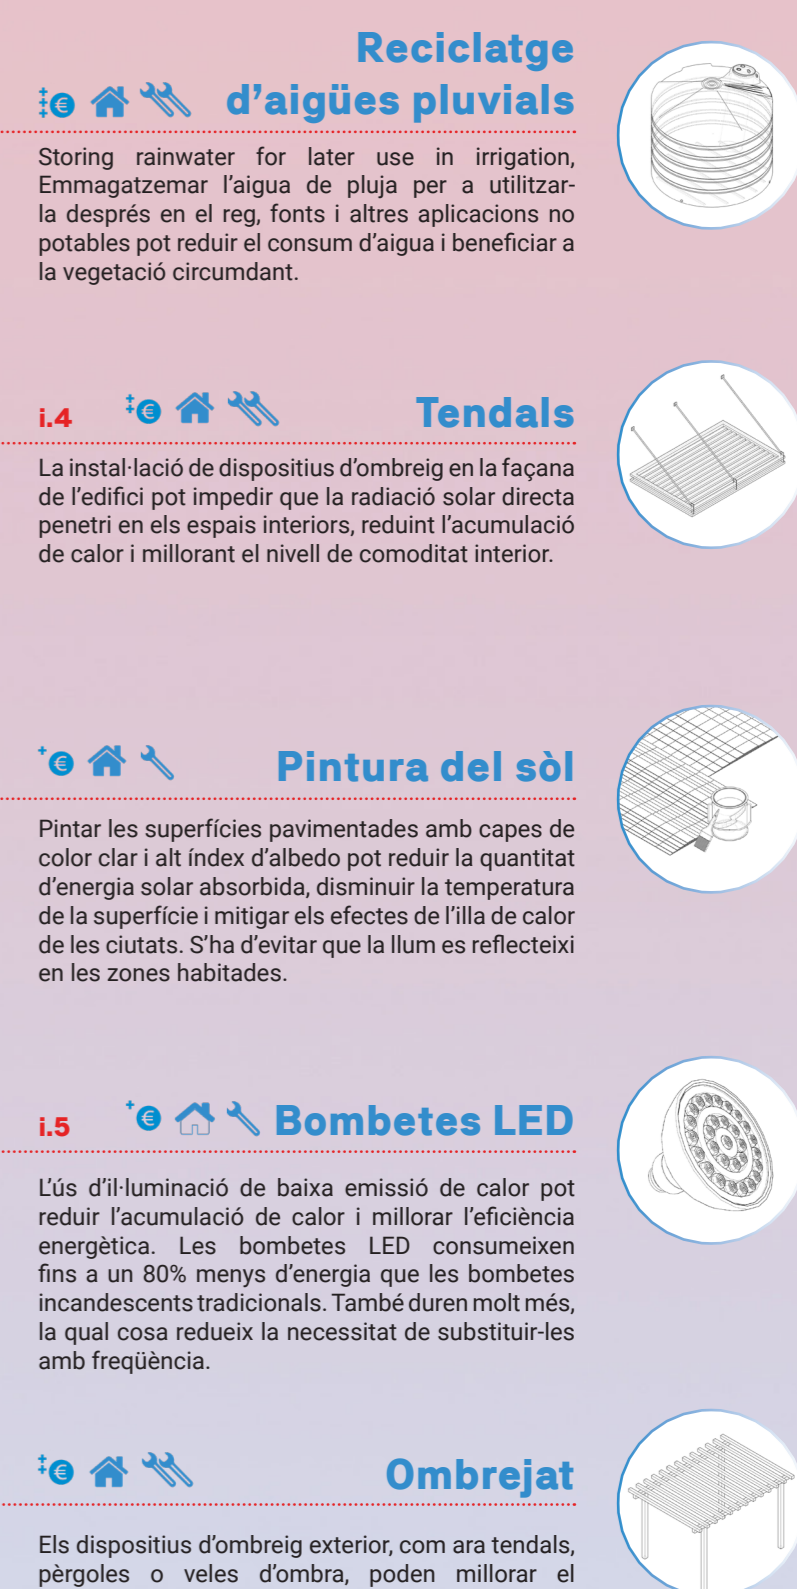 Reciclatge
d'aigües pluvials
Storing rainwater for later use in irrigation,
Emmagatzemar l'aigua de pluja per a utilitzar-
la després en el reg, fonts i altres aplicacions no
potables pot reduir el consum d'aigua i beneficiar a
la vegetació circumdant.
i.4 Tendals
La instal·lació de dispositius d'ombreig en la façana
de l'edifici pot impedir que la radiació solar directa
penetri en els espais interiors, reduint l'acumulació
de calor i millorant el nivell de comoditat interior.
Pintura del sòl
Pintar les superfícies pavimentades amb capes de
color clar i alt índex d'albedo pot reduir la quantitat
d'energia solar absorbida, disminuir la temperatura
de la superfície i mitigar els efectes de l'illa de calor
de les ciutats. S'ha d'evitar que la llum es reflecteixi
en les zones habitades.
i.5 Bombetes LED
L'ús d'il·luminació de baixa emissió de calor pot
reduir l'acumulació de calor i millorar l'eficiència
energètica. Les bombetes LED consumeixen
fins a un 80% menys d'energia que les bombetes
incandescents tradicionals. També duren molt més,
la qual cosa redueix la necessitat de substituir-les
amb freqüència.
Ombrejat
Els dispositius d'ombreig exterior, com ara tendals,
pèrgoles o veles d'ombra, poden millorar el